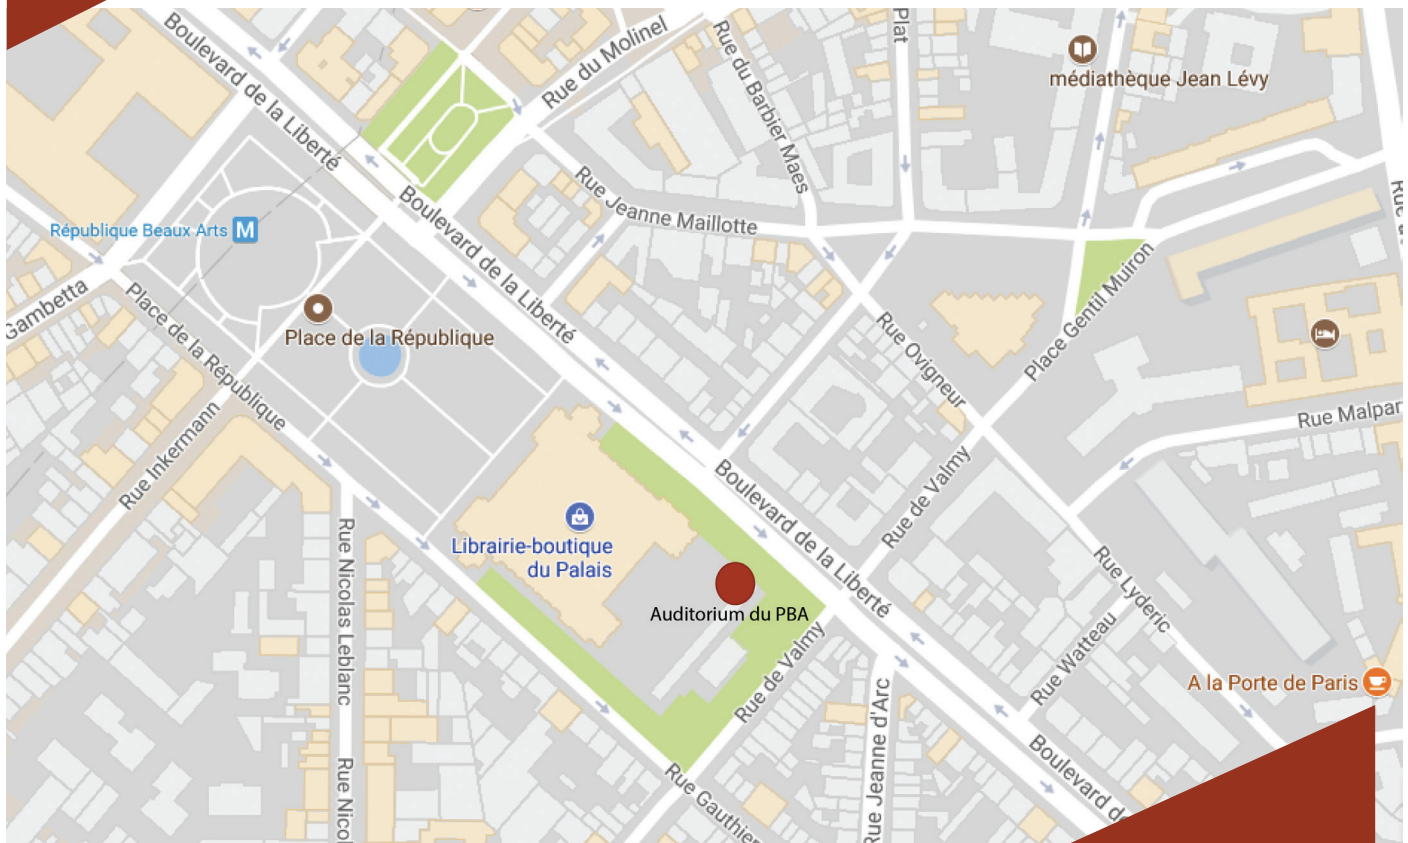 Boulevard de la Liberté
Rue du Molinel
Rue du Barbier Maes
Plat
médiathèque Jean Lévy
Rue Jeanne Maillotte
Boulevard de la Liberté
République Beaux Arts M
Gambetta
Place de la République
Place de la République
Rue Inkermann
Rue Ovigneur
Place Gentil Muiron
Rue Malpar
Rue de Valmy
Boulevard de la Liberté
Librairie-boutique
du Palais
Auditorium du PBA
Rue Nicolas Leblanc
Rue Nicol
Rue de Valmy
Rue Gauthier
Rue Jeanne d'Arc
Rue Lyderic
Rue Watteau
A la Porte de Paris
Boulevard de